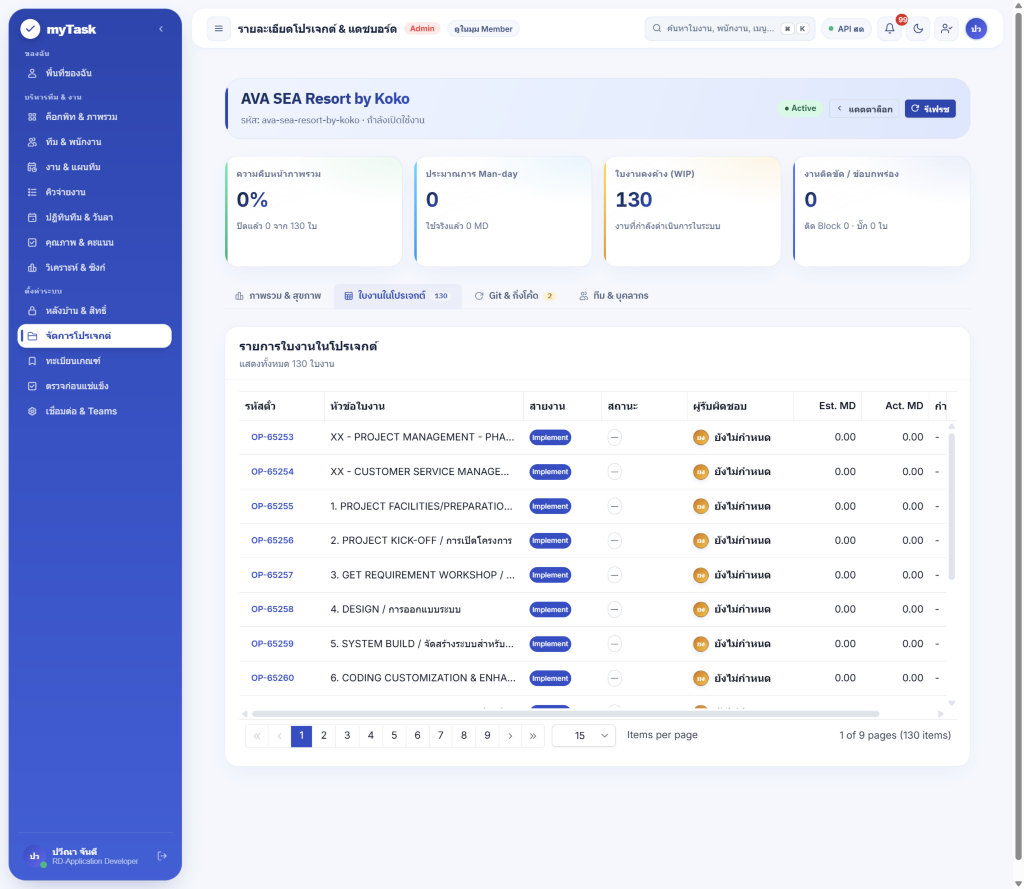 myTask
ของฉัน
พื้นที่ของฉัน
บริหารทีม & งาน
ค็อกพิท & ภาพรวม
ทีม & พนักงาน
งาน & แผนทีม
คิวจ่ายงาน
ปฏิทินทีม & วันลา
คุณภาพ & คะแนน
วิเคราะห์ & ซิงก์
ตั้งค่าระบบ
หลังบ้าน & สิทธิ์
จัดการโปรเจกต์
ทะเบียนเกณฑ์
ตรวจก่อนแช่แข็ง
เชื่อมต่อ & Teams
ปวีณา จันดี
RD-Application Developer
รายละเอียดโปรเจกต์ & แดชบอร์ด Admin ดูในมุม Member
ค้นหาใบงาน, พนักงาน, เมนู... ⌘ K
API สด
99
ปว
AVA SEA Resort by Koko
รหัส: ava-sea-resort-by-koko · กำลังเปิดใช้งาน
Active
แคตตาล็อก
รีเฟรช
ความคืบหน้าภาพรวม
0%
ปิดแล้ว 0 จาก 130 ใบ
ประมาณการ Man-day
0
ใช้จริงแล้ว 0 MD
ใบงานคงค้าง (WIP)
130
งานที่กำลังดำเนินการในระบบ
งานติดขัด / ข้อบกพร่อง
0
ติด Block 0 · บั๊ก 0 ใบ
ภาพรวม & สุขภาพ
ใบงานในโปรเจกต์ 130
Git & กิ่งโค้ด 2
ทีม & บุคลากร
รายการใบงานในโปรเจกต์
แสดงทั้งหมด 130 ใบงาน
รหัสตั๋ว หัวข้อใบงาน สายงาน สถานะ ผู้รับผิดชอบ Est. MD Act. MD กำ
OP-65253 XX - PROJECT MANAGEMENT - PHA... Implement — ยัง ยังไม่กำหนด 0.00 0.00 -
OP-65254 XX - CUSTOMER SERVICE MANAGE... Implement — ยัง ยังไม่กำหนด 0.00 0.00 -
OP-65255 1. PROJECT FACILITIES/PREPARATIO... Implement — ยัง ยังไม่กำหนด 0.00 0.00 -
OP-65256 2. PROJECT KICK-OFF / การเปิดโครงการ Implement — ยัง ยังไม่กำหนด 0.00 0.00 -
OP-65257 3. GET REQUIREMENT WORKSHOP / ... Implement — ยัง ยังไม่กำหนด 0.00 0.00 -
OP-65258 4. DESIGN / การออกแบบระบบ Implement — ยัง ยังไม่กำหนด 0.00 0.00 -
OP-65259 5. SYSTEM BUILD / จัดสร้างระบบสำหรับ... Implement — ยัง ยังไม่กำหนด 0.00 0.00 -
OP-65260 6. CODING CUSTOMIZATION & ENHA... Implement — ยัง ยังไม่กำหนด 0.00 0.00 -
« ‹ 1 2 3 4 5 6 7 8 9 › » 15 Items per page 1 of 9 pages (130 items)